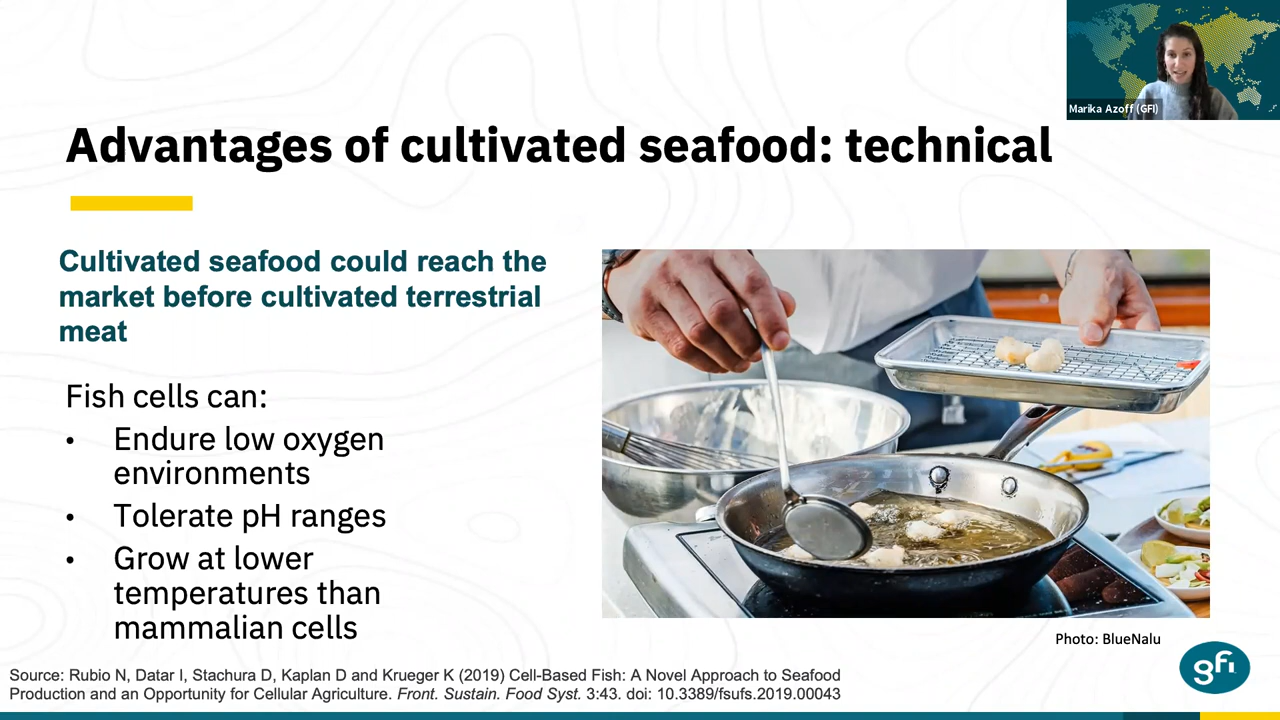 Marika Azoff (GFI)
Advantages of cultivated seafood: technical
Cultivated seafood could reach the
market before cultivated terrestrial
meat
Fish cells can:
• Endure low oxygen
environments
• Tolerate pH ranges
• Grow at lower
temperatures than
mammalian cells
Photo: BlueNalu
gfi
Source: Rubio N, Datar I, Stachura D, Kaplan D and Krueger K (2019) Cell-Based Fish: A Novel Approach to Seafood
Production and an Opportunity for Cellular Agriculture. Front. Sustain. Food Syst. 3:43. doi: 10.3389/fsufs.2019.00043